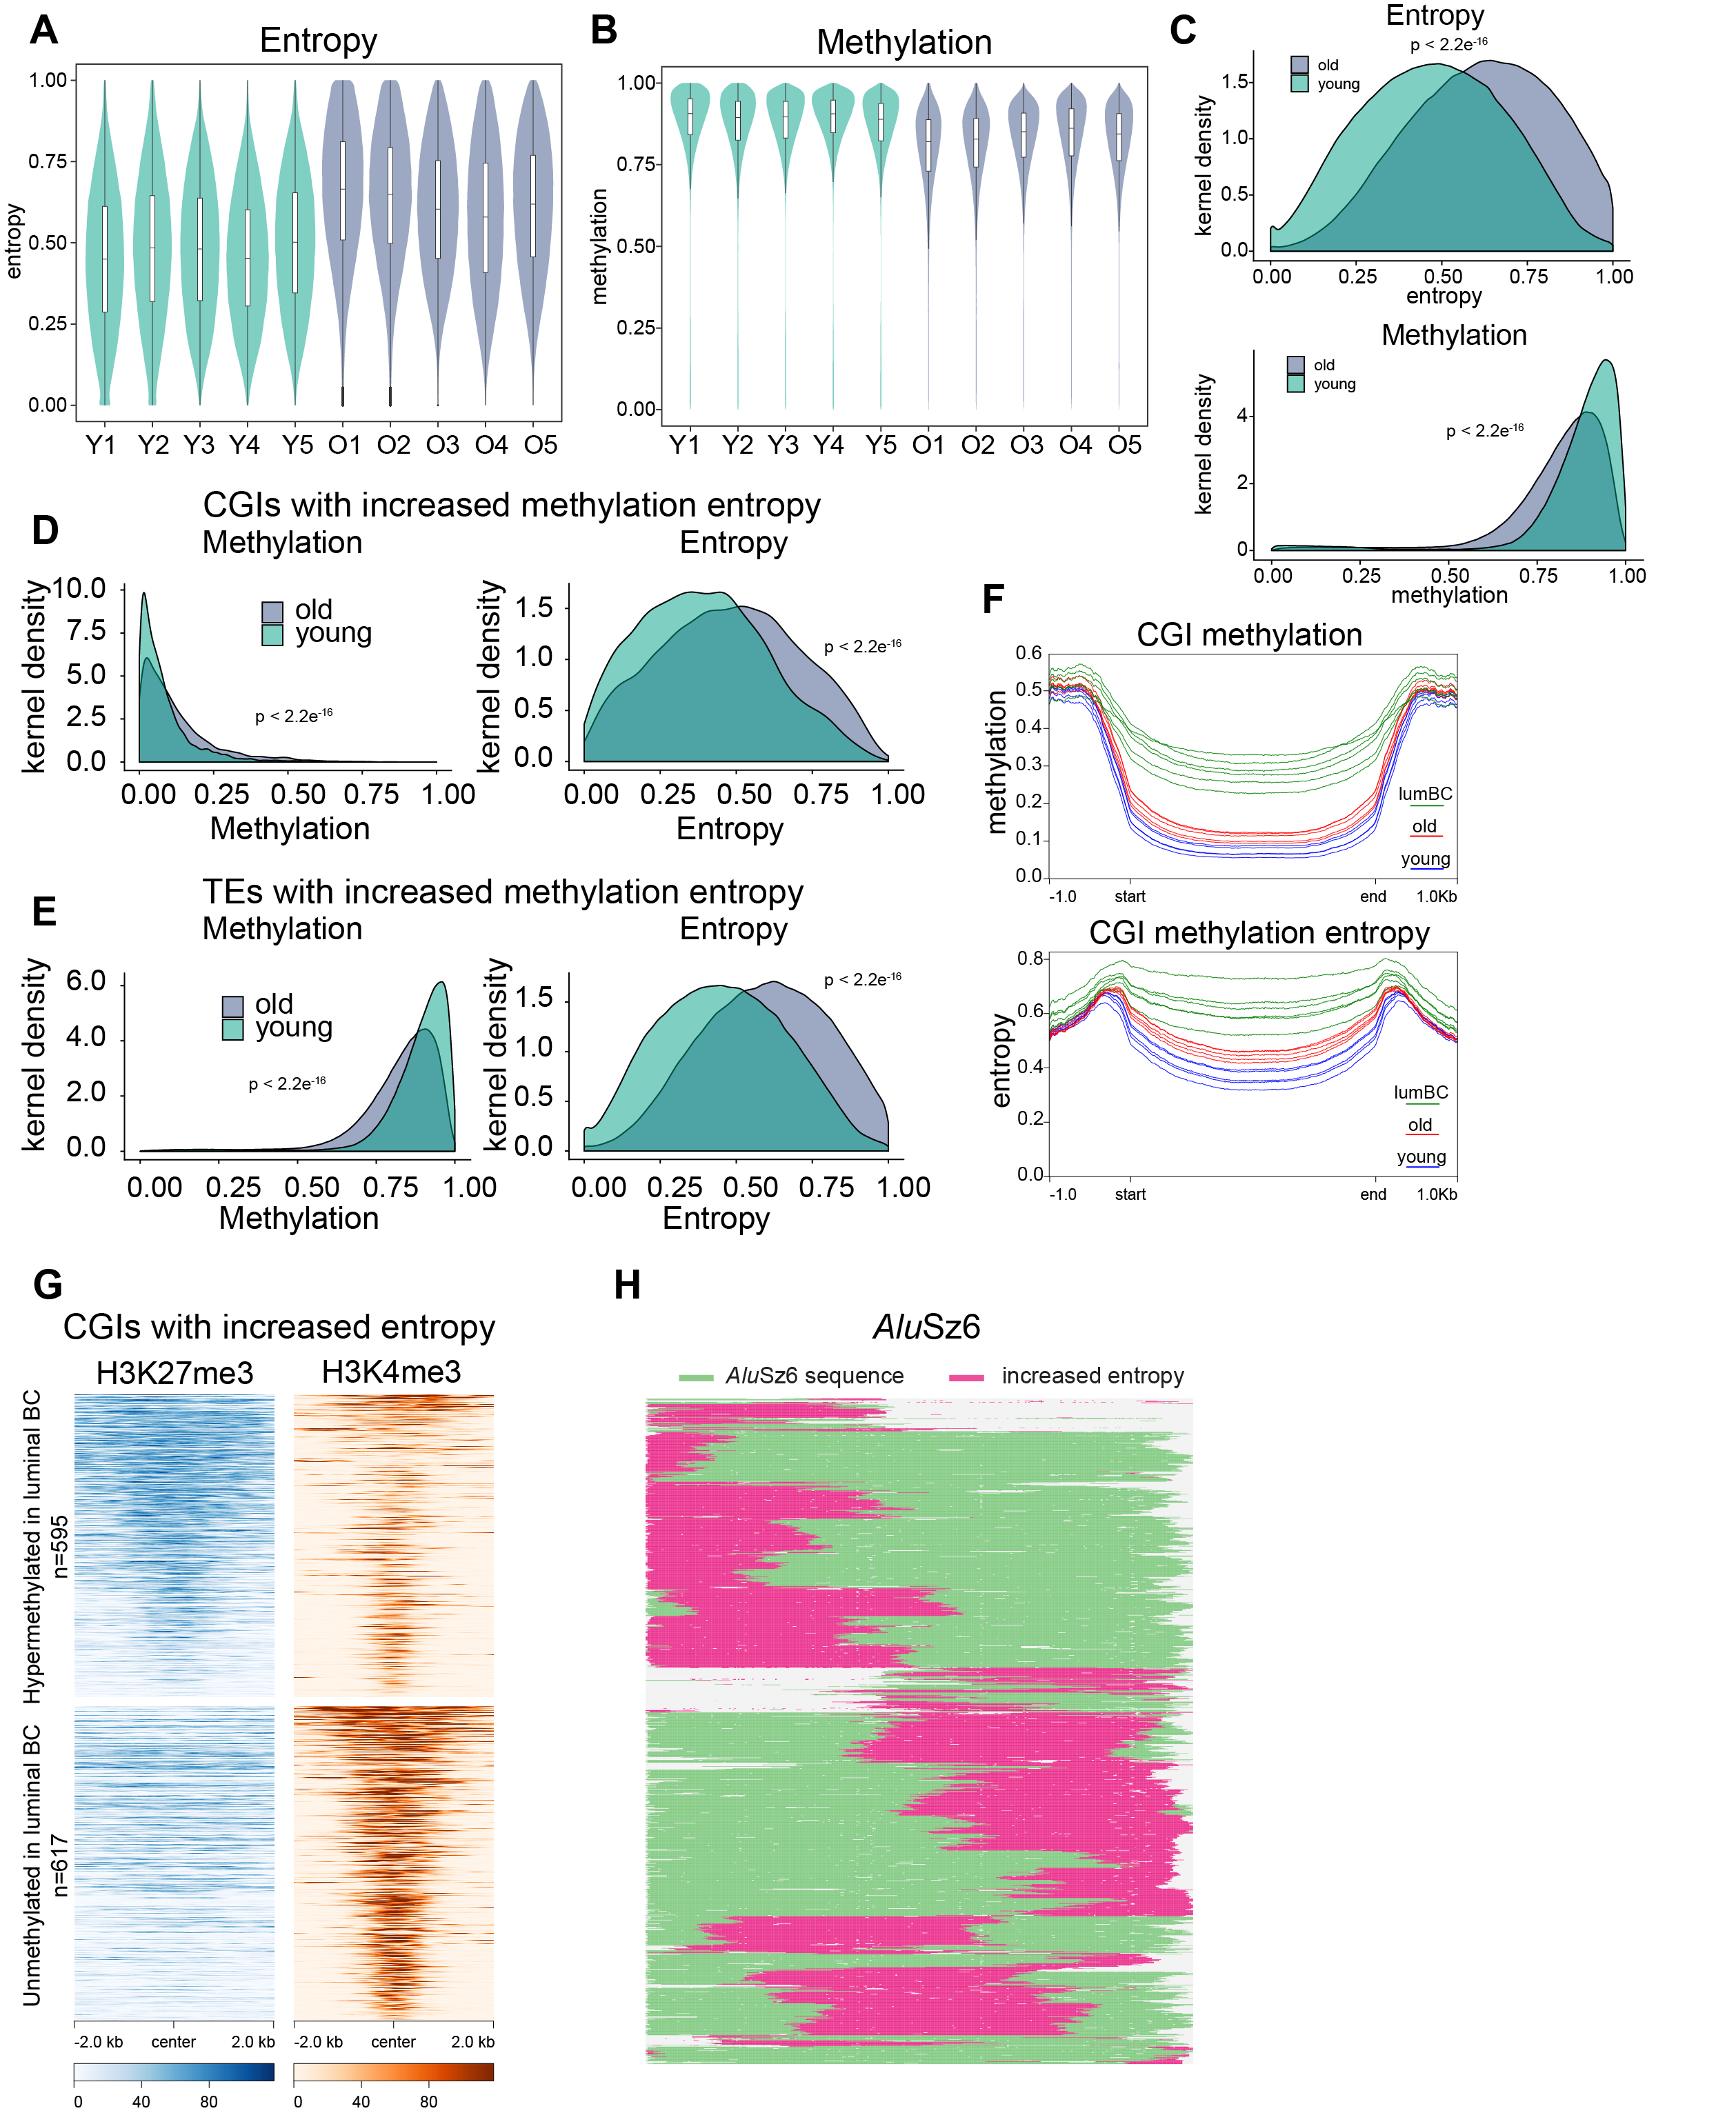 A
Entropy
entropy
1.00
0.75
0.50
0.25
0.00
Y1 Y2 Y3 Y4 Y5 O1 O2 O3 O4 O5
B
Methylation
methylation
1.00
0.75
0.50
0.25
0.00
Y1 Y2 Y3 Y4 Y5 O1 O2 O3 O4 O5
C
Entropy
p < 2.2e-16
old
young
kernel density
1.5
1.0
0.5
0.0
0.00 0.25 0.50 0.75 1.00
entropy
Methylation
old
young
p < 2.2e-16
kernel density
4
2
0
0.00 0.25 0.50 0.75 1.00
methylation
D
CGIs with increased methylation entropy
Methylation
kernel density
10.0
7.5
5.0
2.5
0.0
old
young
p < 2.2e-16
0.00 0.25 0.50 0.75 1.00
Methylation
Entropy
kernel density
1.5
1.0
0.5
0.0
p < 2.2e-16
0.00 0.25 0.50 0.75 1.00
Entropy
E
TEs with increased methylation entropy
Methylation
kernel density
6.0
4.0
2.0
0.0
old
young
p < 2.2e-16
0.00 0.25 0.50 0.75 1.00
Methylation
Entropy
kernel density
1.5
1.0
0.5
0.0
p < 2.2e-16
0.00 0.25 0.50 0.75 1.00
Entropy
F
CGI methylation
methylation
0.6
0.5
0.4
0.3
0.2
0.1
0.0
lumBC
old
young
-1.0 start end 1.0Kb
CGI methylation entropy
entropy
0.8
0.6
0.4
0.2
0.0
lumBC
old
young
-1.0 start end 1.0Kb
G
CGIs with increased entropy
H3K27me3 H3K4me3
Hypermethylated in luminal BC
n=595
Unmethylated in luminal BC
n=617
-2.0 kb center 2.0 kb
-2.0 kb center 2.0 kb
0 40 80
0 40 80
H
AluSz6
AluSz6 sequence increased entropy